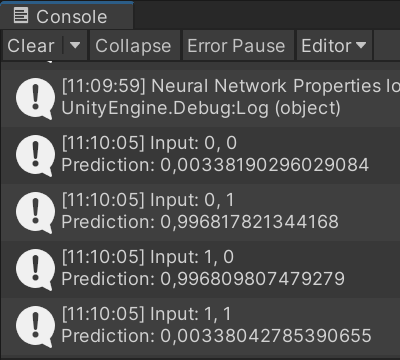 Console
Clear Collapse Error Pause Editor
[11:09:59] Neural Network Properties
UnityEngine.Debug:Log (object)
[11:10:05] Input: 0, 0
Prediction: 0,00338190296029084
[11:10:05] Input: 0, 1
Prediction: 0,996817821344168
[11:10:05] Input: 1, 0
Prediction: 0,996809807479279
[11:10:05] Input: 1, 1
Prediction: 0,00338042785390655